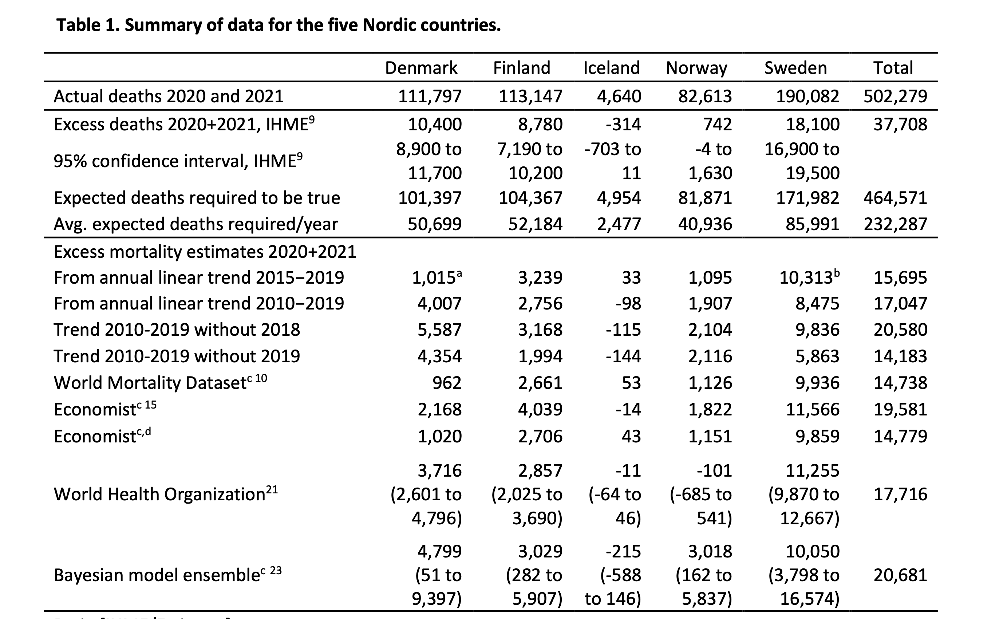 Table 1. Summary of data for the five Nordic countries.
Denmark Finland Iceland Norway Sweden Total
Actual deaths 2020 and 2021 111,797 113,147 4,640 82,613 190,082 502,279
Excess deaths 2020+2021, IHME⁹ 10,400 8,780 -314 742 18,100 37,708
8,900 to 7,190 to -703 to -4 to 16,900 to
95% confidence interval, IHME⁹
11,700 10,200 11 1,630 19,500
Expected deaths required to be true 101,397 104,367 4,954 81,871 171,982 464,571
Avg. expected deaths required/year 50,699 52,184 2,477 40,936 85,991 232,287
Excess mortality estimates 2020+2021
From annual linear trend 2015–2019 1,015ᵃ 3,239 33 1,095 10,313ᵇ 15,695
From annual linear trend 2010–2019 4,007 2,756 -98 1,907 8,475 17,047
Trend 2010-2019 without 2018 5,587 3,168 -115 2,104 9,836 20,580
Trend 2010-2019 without 2019 4,354 1,994 -144 2,116 5,863 14,183
World Mortality Datasetᶜ ¹⁰ 962 2,661 53 1,126 9,936 14,738
Economistᶜ ¹⁵ 2,168 4,039 -14 1,822 11,566 19,581
Economistᶜ,ᵈ 1,020 2,706 43 1,151 9,859 14,779
3,716 2,857 -11 -101 11,255
World Health Organization²¹ (2,601 to (2,025 to (-64 to (-685 to (9,870 to 17,716
4,796) 3,690) 46) 541) 12,667)
4,799 3,029 -215 3,018 10,050
Bayesian model ensembleᶜ ²³ (51 to (282 to (-588 (162 to (3,798 to 20,681
9,397) 5,907) to 146) 5,837) 16,574)